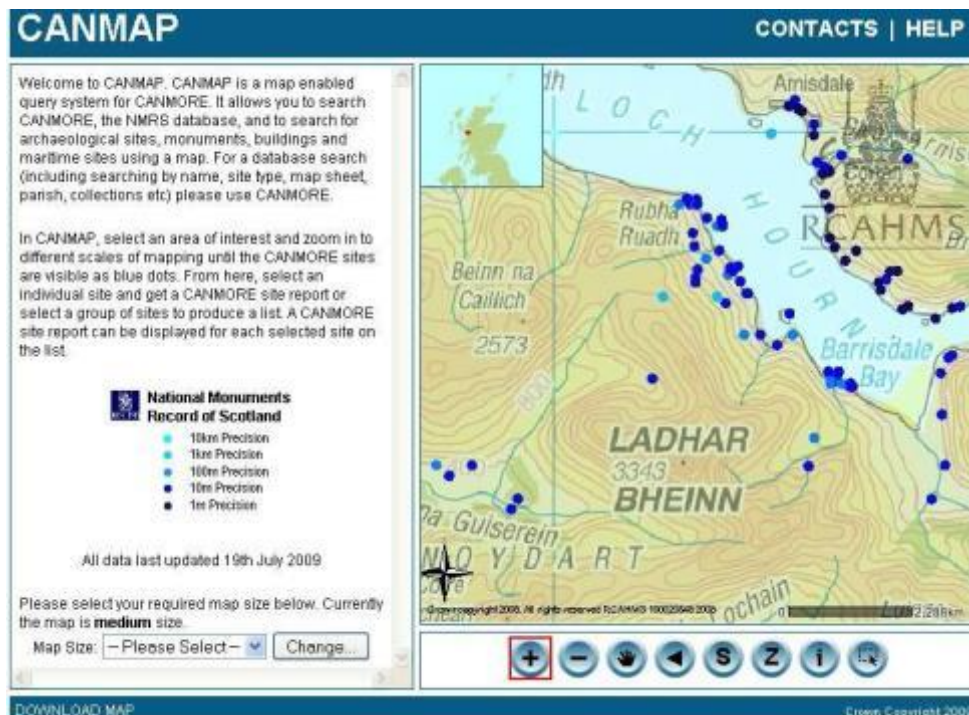 CANMAP
CONTACTS | HELP
Welcome to CANMAP. CANMAP is a map enabled
query system for CANMORE. It allows you to search
CANMORE, the NMRS database, and to search for
archaeological sites, monuments, buildings and
maritime sites using a map. For a database search
(including searching by name, site type, map sheet,
parish, collections etc) please use CANMORE.
In CANMAP, select an area of interest and zoom in to
different scales of mapping until the CANMORE sites
are visible as blue dots. From here, select an
individual site and get a CANMORE site report or
select a group of sites to produce a list. A CANMORE
site report can be displayed for each selected site on
the list.
National Monuments
Record of Scotland
10km Precision
1km Precision
100m Precision
10m Precision
1m Precision
All data last updated 19th July 2009
Please select your required map size below. Currently
the map is medium size.
Map Size: -- Please Select -- Change...
Arnisdale
LOCH
HOURN
RCAHMS
Rubha
Ruadh
Beinn na
Caillich
2573
800
Barrisdale
Bay
LADHAR
3343
BHEINN
na Guiserein
NOYDART
Lochain
+ − S Z i
DOWNLOAD MAP
Crown Copyright